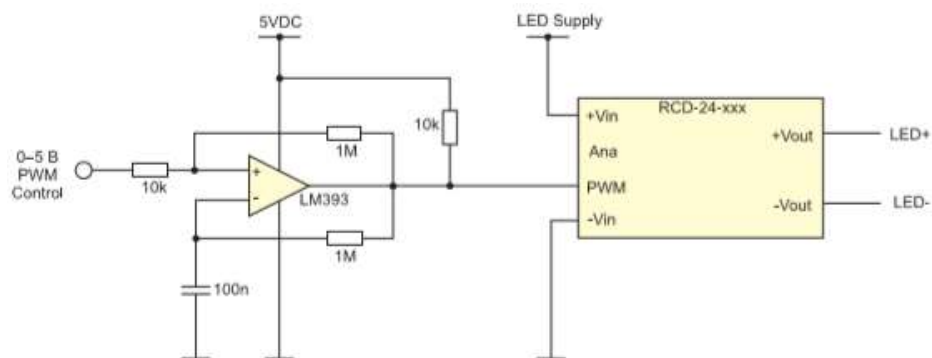 5VDC
LED Supply
RCD-24-xxx
10k
+Vin
+Vout
LED+
1M
0–5 В
PWM
Control
Ana
+
10k
PWM
LM393
-
-Vout
LED-
-Vin
1M
100n